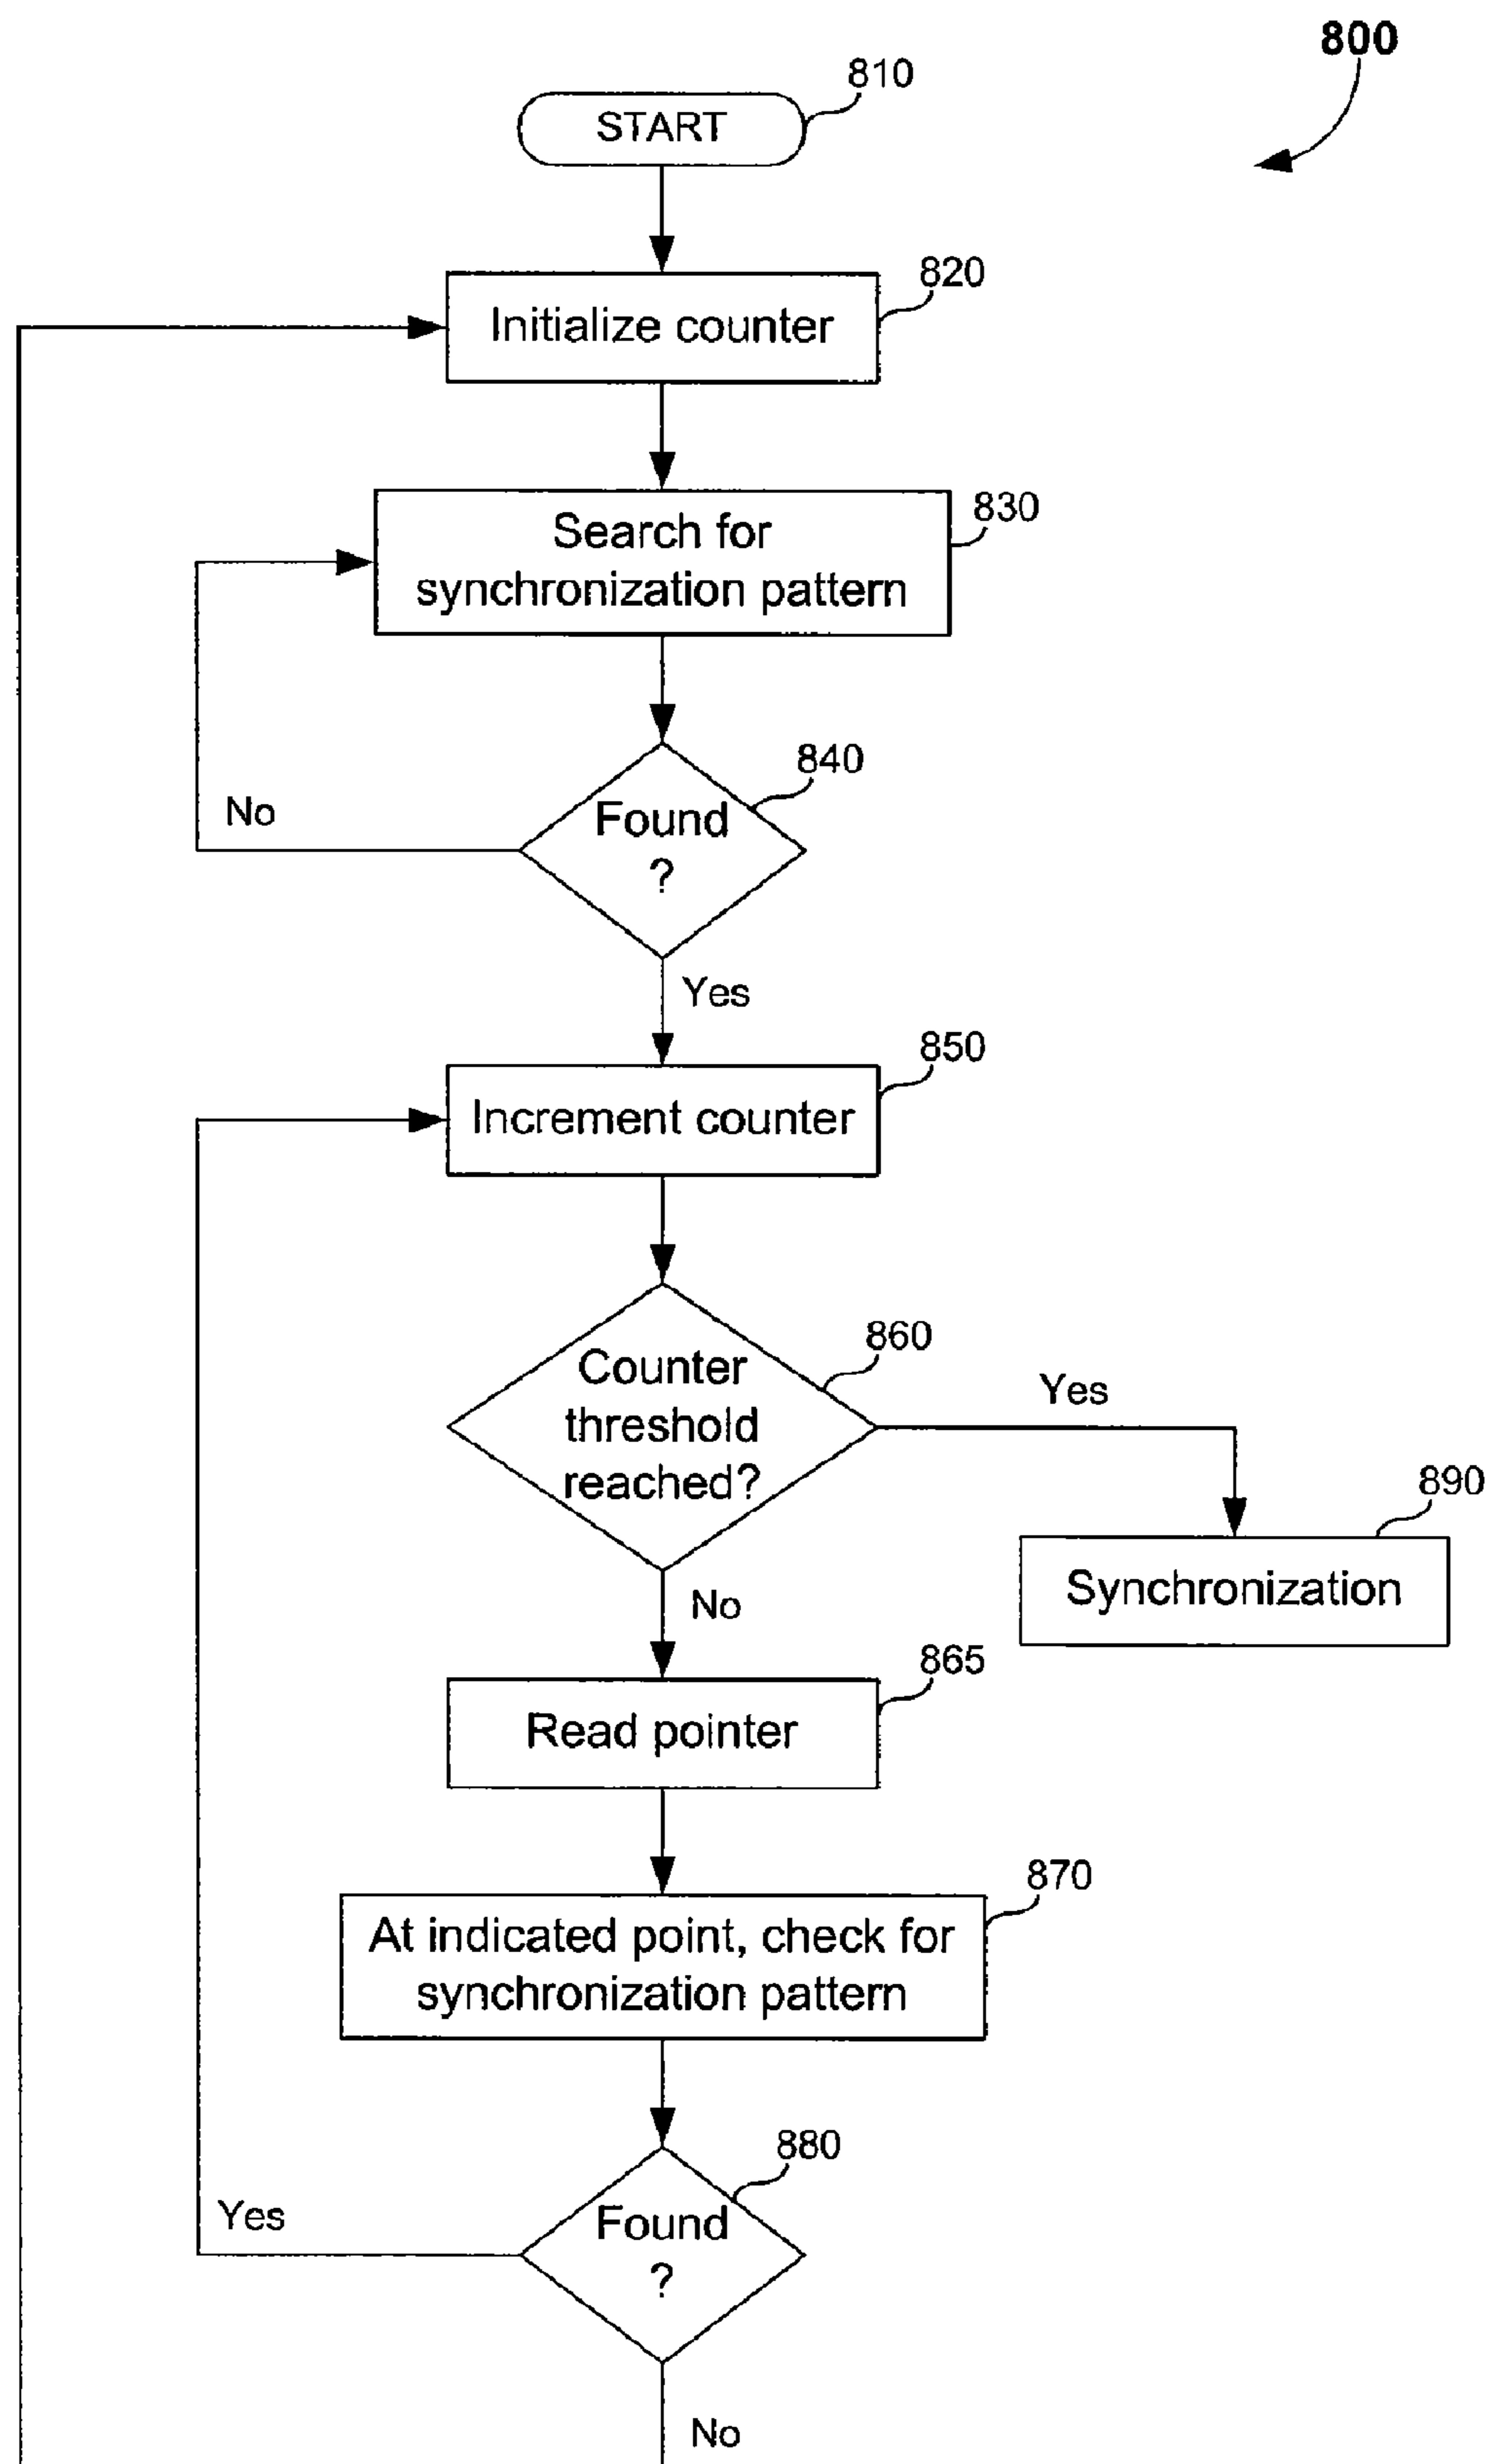 800
810
START
820
Initialize counter
830
Search for
synchronization pattern
840
Found
?
No
Yes
850
Increment counter
860
Counter
threshold
reached?
Yes
890
Synchronization
No
865
Read pointer
870
At indicated point, check for
synchronization pattern
880
Found
?
Yes
No